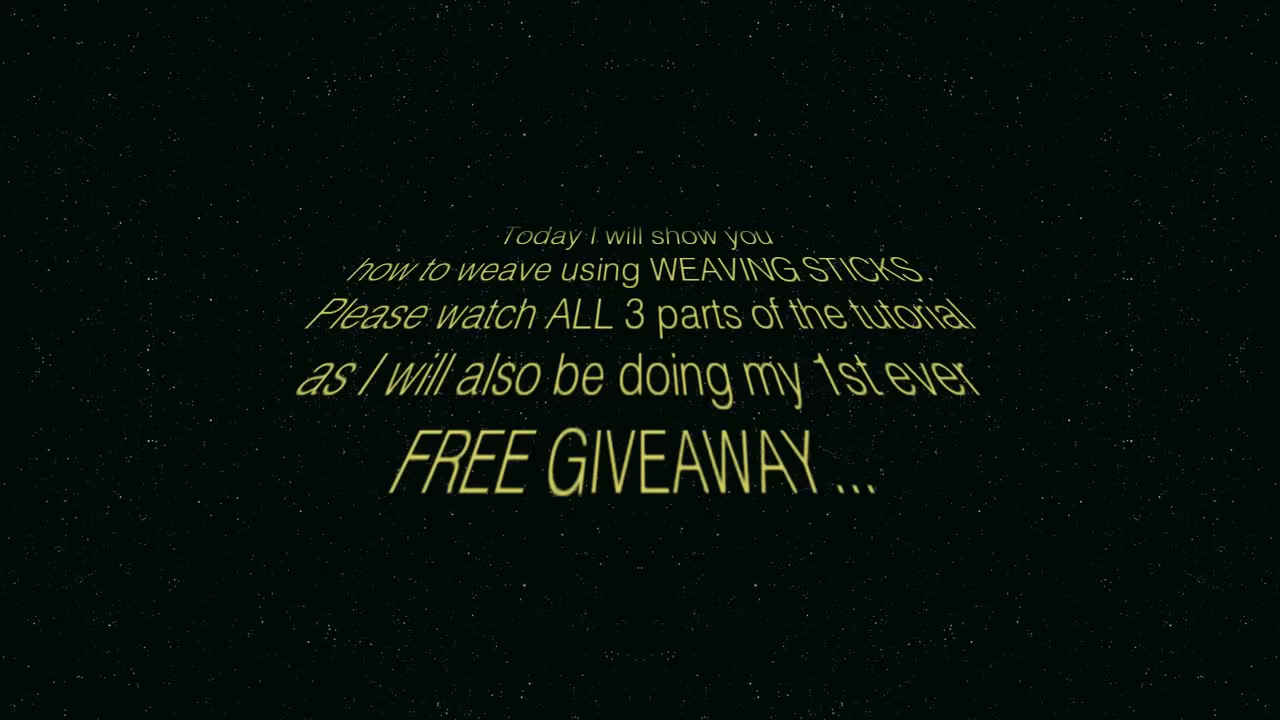 Today I will show you
how to weave using WEAVING STICKS.
Please watch ALL 3 parts of the tutorial
as I will also be doing my 1st ever
FREE GIVEAWAY...